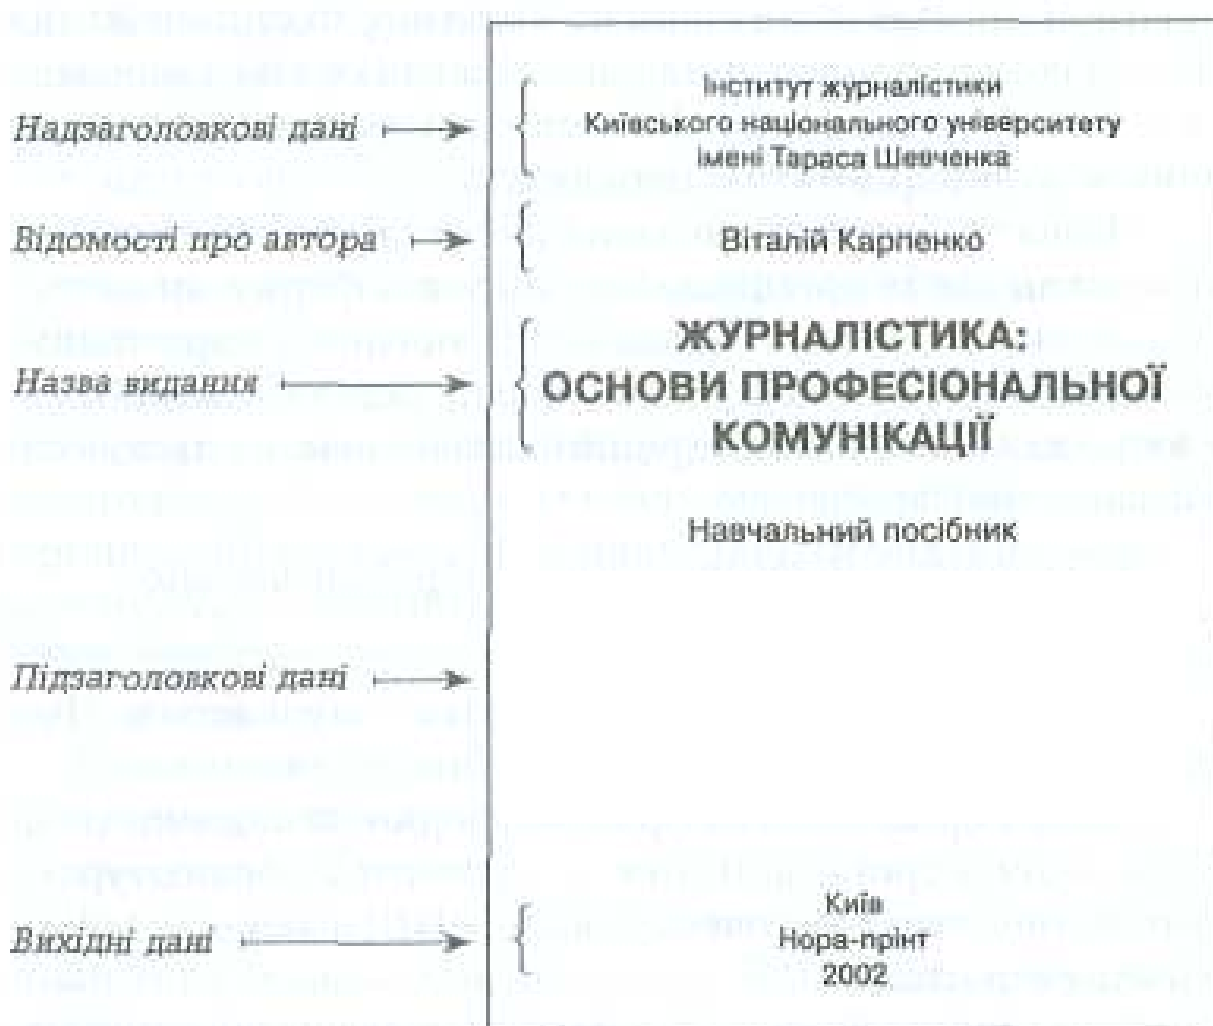 Надзаголовкові дані
Інститут журналістики
Київського національного університету
імені Тараса Шевченка
Відомості про автора
Віталій Карпенко
Назва видання
ЖУРНАЛІСТИКА:
ОСНОВИ ПРОФЕСІОНАЛЬНОЇ
КОМУНІКАЦІЇ
Навчальний посібник
Підзаголовкові дані
Вихідні дані
Київ
Нора-прінт
2002